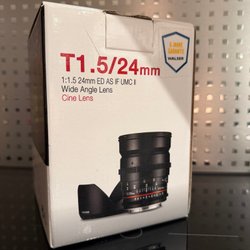 T1.5/24mm
1:1.5 24mm ED AS IF UMC II
Wide Angle Lens
Cine Lens
WALSER